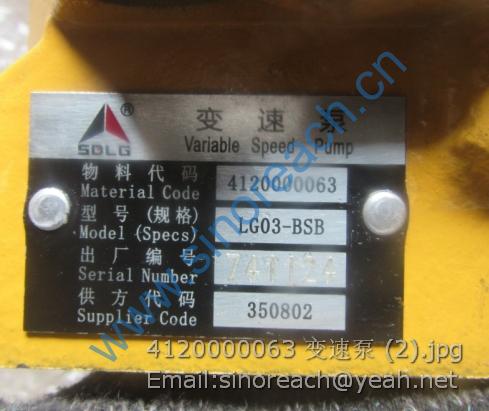 变速泵
SDLG ® Variable Speed Pump
物料代码
Material Code 4120000063
型号(规格)
Model (Specs) LG03-BSB
出厂编号
Serial Number
供方代码
Supplier Code 350802
www.sinoreach.cn
4120000063 变速泵 (2).jpg
Email:sinoreach@yeah.net